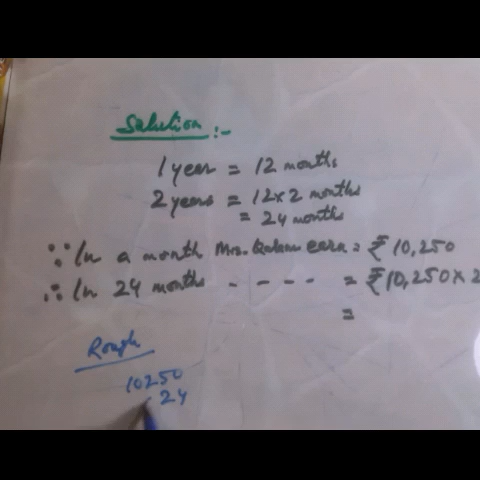 Solution:-
1 year = 12 months
2 years = 12×2 months
= 24 months
∵ In a month Mrs. earn = ₹ 10,250
∴ In 24 months - - - - = ₹10,250×2
=
Rough
10250
24